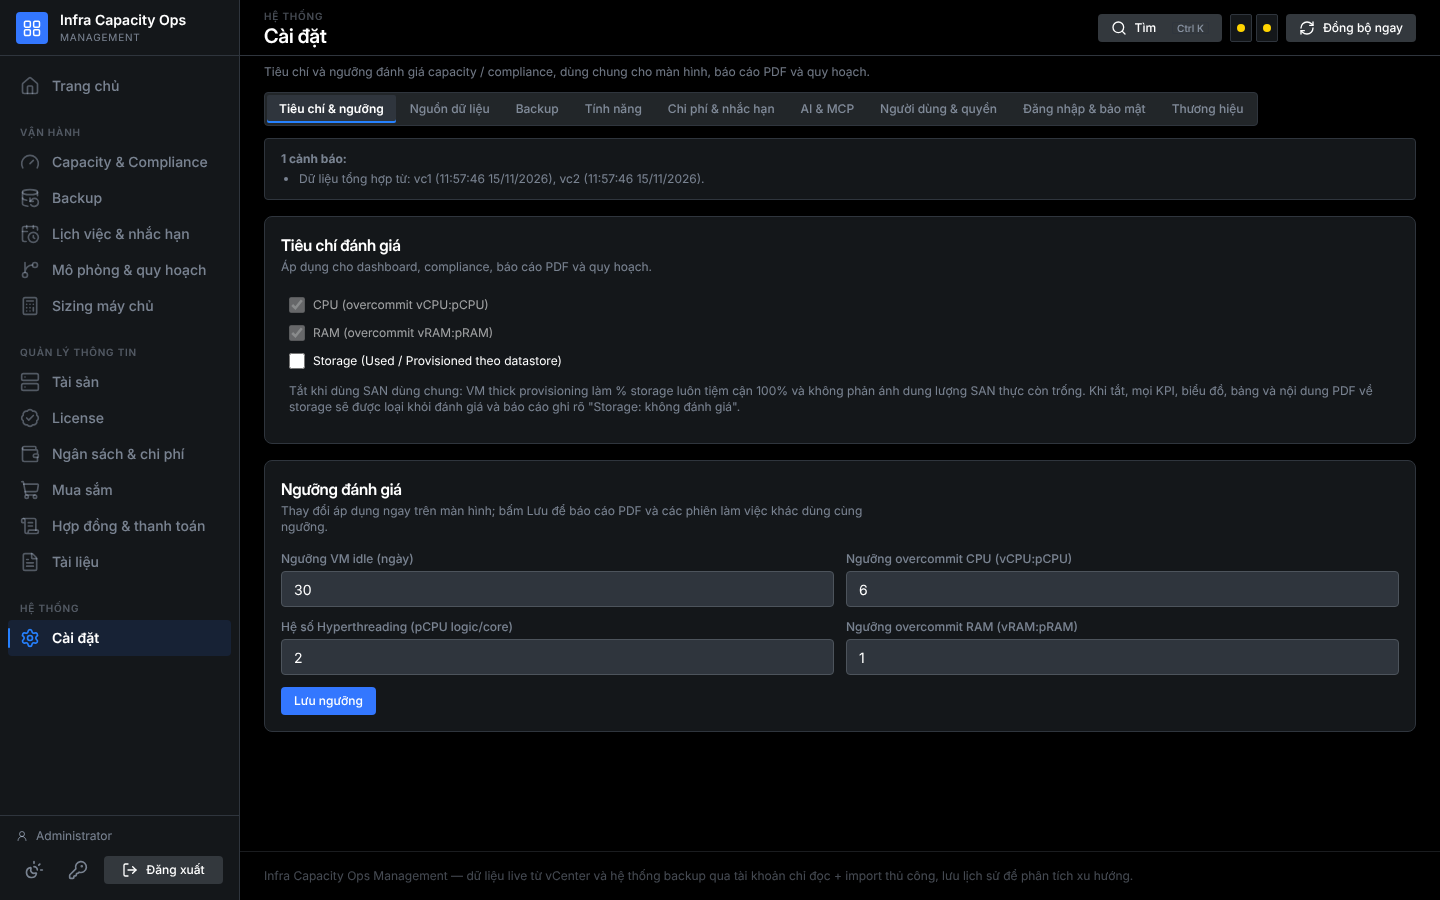 Infra Capacity Ops
MANAGEMENT
Trang chủ
VẬN HÀNH
Capacity & Compliance
Backup
Lịch việc & nhắc hạn
Mô phỏng & quy hoạch
Sizing máy chủ
QUẢN LÝ THÔNG TIN
Tài sản
License
Ngân sách & chi phí
Mua sắm
Hợp đồng & thanh toán
Tài liệu
HỆ THỐNG
Cài đặt
Administrator
Đăng xuất
HỆ THỐNG
Cài đặt
Tìm Ctrl K
Đồng bộ ngay
Tiêu chí và ngưỡng đánh giá capacity / compliance, dùng chung cho màn hình, báo cáo PDF và quy hoạch.
Tiêu chí & ngưỡng Nguồn dữ liệu Backup Tính năng Chi phí & nhắc hạn AI & MCP Người dùng & quyền Đăng nhập & bảo mật Thương hiệu
1 cảnh báo:
• Dữ liệu tổng hợp từ: vc1 (11:57:46 15/11/2026), vc2 (11:57:46 15/11/2026).
Tiêu chí đánh giá
Áp dụng cho dashboard, compliance, báo cáo PDF và quy hoạch.
CPU (overcommit vCPU:pCPU)
RAM (overcommit vRAM:pRAM)
Storage (Used / Provisioned theo datastore)
Tắt khi dùng SAN dùng chung: VM thick provisioning làm % storage luôn tiệm cận 100% và không phản ánh dung lượng SAN thực còn trống. Khi tắt, mọi KPI, biểu đồ, bảng và nội dung PDF về
storage sẽ được loại khỏi đánh giá và báo cáo ghi rõ "Storage: không đánh giá".
Ngưỡng đánh giá
Thay đổi áp dụng ngay trên màn hình; bấm Lưu để báo cáo PDF và các phiên làm việc khác dùng cùng
ngưỡng.
Ngưỡng VM idle (ngày)
30
Ngưỡng overcommit CPU (vCPU:pCPU)
6
Hệ số Hyperthreading (pCPU logic/core)
2
Ngưỡng overcommit RAM (vRAM:pRAM)
1
Lưu ngưỡng
Infra Capacity Ops Management — dữ liệu live từ vCenter và hệ thống backup qua tài khoản chỉ đọc + import thủ công, lưu lịch sử để phân tích xu hướng.